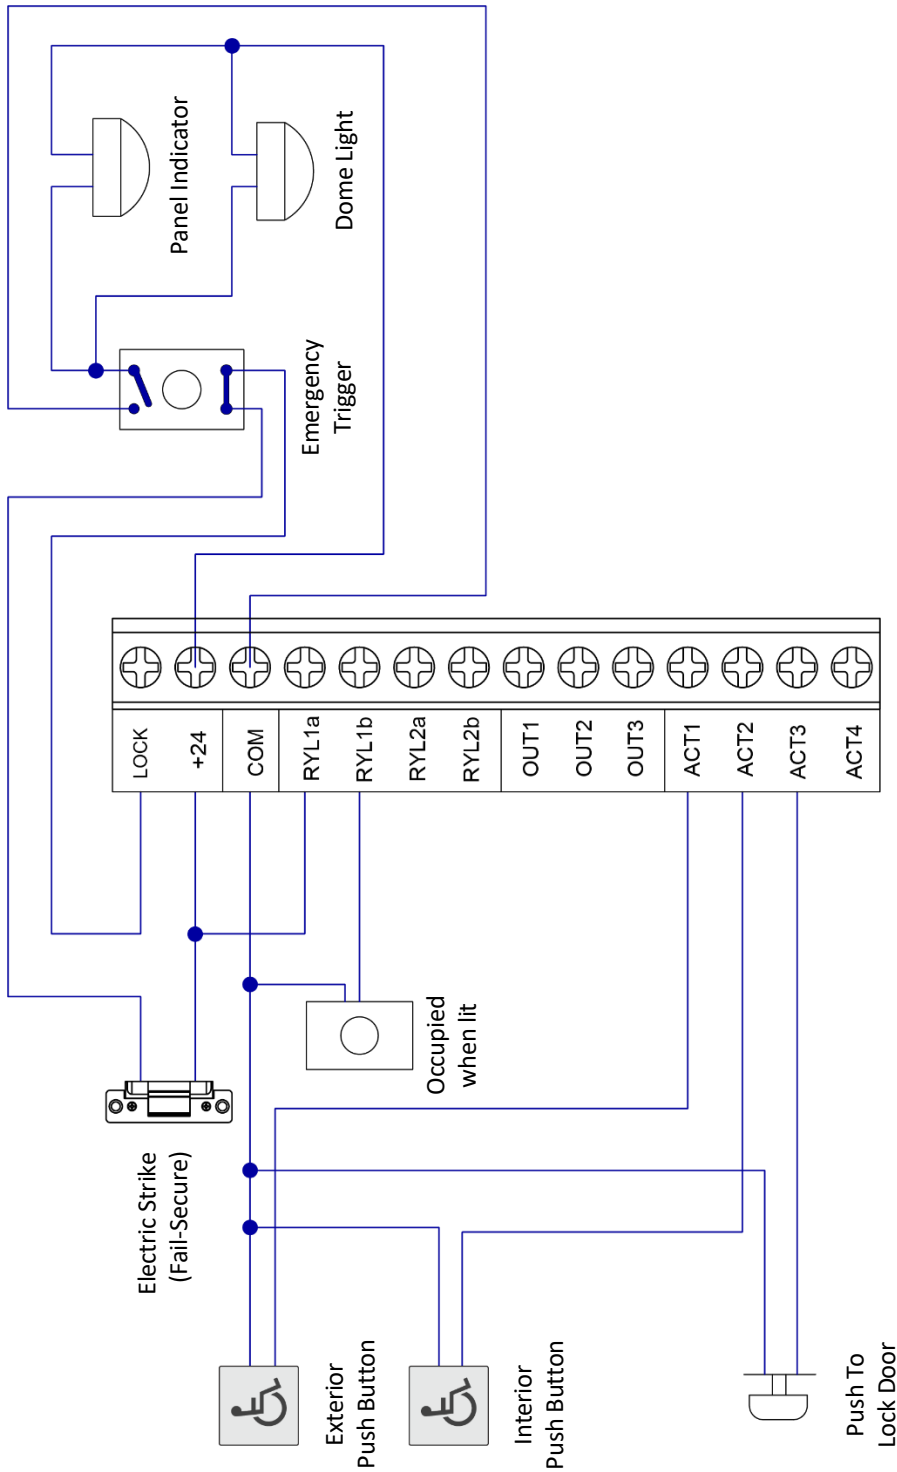 Panel Indicator
Dome Light
Emergency
Trigger
LOCK
+24
COM
RYL1a
RYL1b
RYL2a
RYL2b
OUT1
OUT2
OUT3
ACT1
ACT2
ACT3
ACT4
Electric Strike
(Fail-Secure)
Occupied
when lit
Exterior
Push Button
Interior
Push Button
Push To
Lock Door